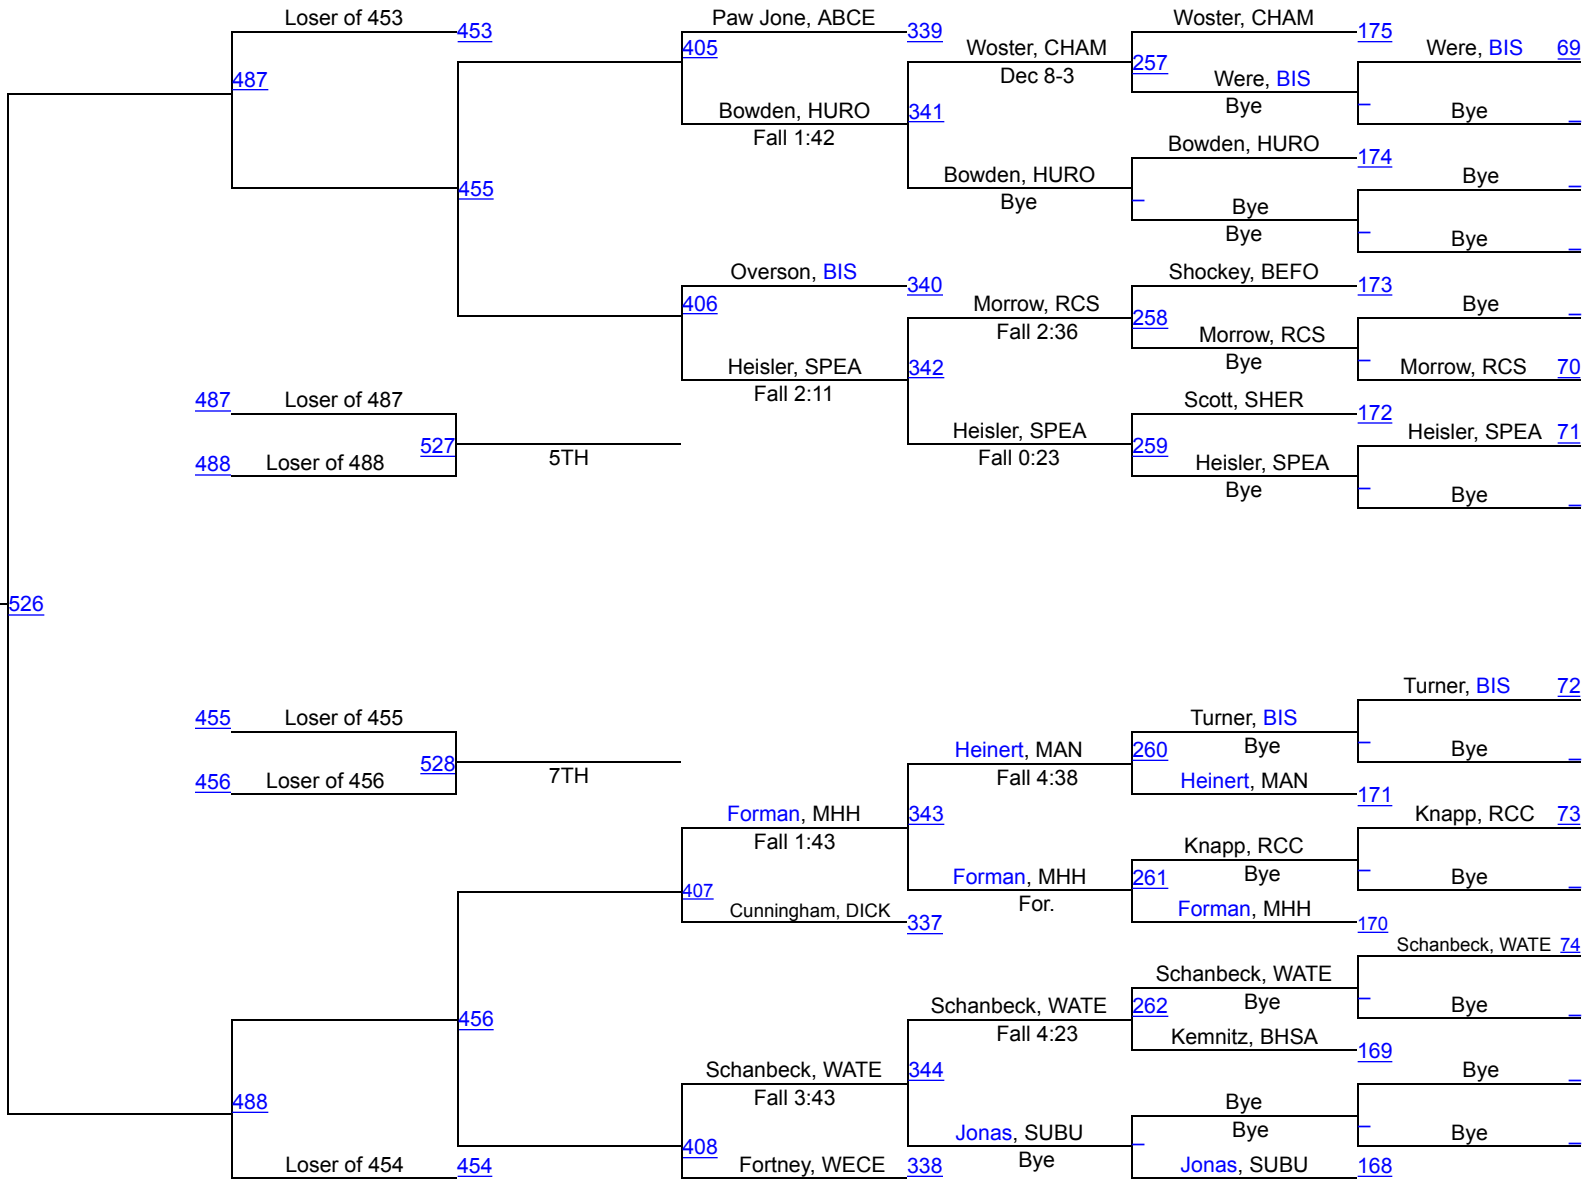 Loser of 453 453
487
455
Paw Jone, ABCE 339
405
Bowden, HURO
Fall 1:42
Woster, CHAM
Dec 8-3
341
Bowden, HURO
Bye
Woster, CHAM 175
257
Were, BIS
Bye
Bowden, HURO 174
Bye
Bye
Were, BIS 69
Bye
Bye
Bye
Overson, BIS 340
406
Heisler, SPEA
Fall 2:11
Morrow, RCS
Fall 2:36
342
Heisler, SPEA
Fall 0:23
Shockey, BEFO 173
258
Morrow, RCS
Bye
Scott, SHER 172
259
Heisler, SPEA
Bye
Bye
Morrow, RCS 70
Heisler, SPEA 71
Bye
487 Loser of 487
527 5TH
488 Loser of 488
526
455 Loser of 455
528 7TH
456 Loser of 456
Forman, MHH
Fall 1:43
407
Cunningham, DICK 337
Heinert, MAN
Fall 4:38
343
Forman, MHH
For.
Turner, BIS
Bye
260
Heinert, MAN 171
Knapp, RCC
Bye
261
Forman, MHH 170
Turner, BIS 72
Bye
Knapp, RCC 73
Bye
456
488
Loser of 454 454
Schanbeck, WATE
Fall 3:43
408
Fortney, WECE 338
Schanbeck, WATE
Fall 4:23
344
Jonas, SUBU
Bye
Schanbeck, WATE
Bye
262
Kemnitz, BHSA 169
Bye
Bye
Jonas, SUBU 168
Schanbeck, WATE 74
Bye
Bye
Bye